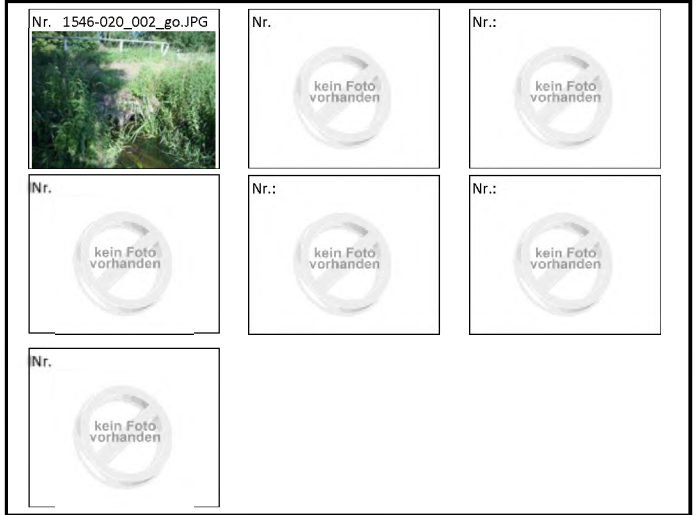 Nr. 1546-020_002_go.JPG
Nr.
kein Foto
vorhanden
Nr.:
kein Foto
vorhanden
Nr.
kein Foto
vorhanden
Nr.:
kein Foto
vorhanden
Nr.:
kein Foto
vorhanden
Nr.
kein Foto
vorhanden